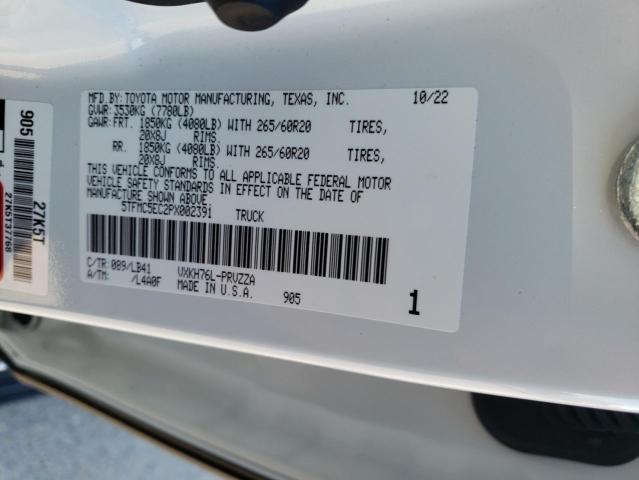 MFD.BY:TOYOTA MOTOR MANUFACTURING, TEXAS, INC. 10/22
GVWR: 3530KG (7780LB)
GAWR: FRT. 1850KG (4080LB) WITH 265/60R20 TIRES,
20X8J RIMS.
RR. 1850KG (4080LB) WITH 265/60R20 TIRES,
20X8J RIMS.
THIS VEHICLE CONFORMS TO ALL APPLICABLE FEDERAL MOTOR
VEHICLE SAFETY STANDARDS IN EFFECT ON THE DATE OF
MANUFACTURE SHOWN ABOVE.
5TFMC5EC2PX002391 TRUCK
C/TR: 089/LB41 VXKH76L-PRVZZA
A/TM: /L4A0F MADE IN U.S.A. 905 1
905
27K5T
27K5T37768